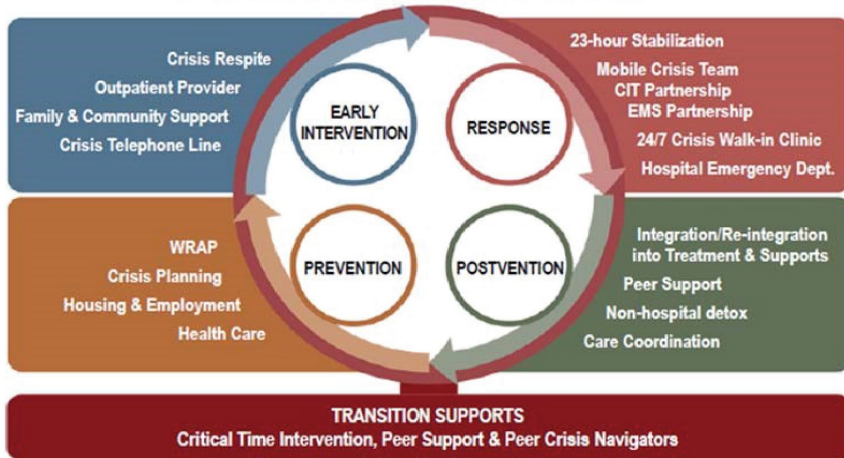 Crisis Respite
Outpatient Provider
Family & Community Support
Crisis Telephone Line
EARLY
INTERVENTION
RESPONSE
23-hour Stabilization
Mobile Crisis Team
CIT Partnership
EMS Partnership
24/7 Crisis Walk-in Clinic
Hospital Emergency Dept.
WRAP
Crisis Planning
Housing & Employment
Health Care
PREVENTION
POSTVENTION
Integration/Re-integration
into Treatment & Supports
Peer Support
Non-hospital detox
Care Coordination
TRANSITION SUPPORTS
Critical Time Intervention, Peer Support & Peer Crisis Navigators